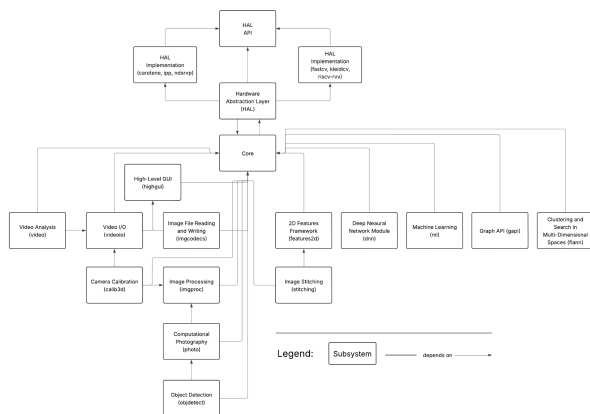 HAL
API
HAL
Implementation
(carotene, ipp, ndsrvp)
HAL
Implementation
(fastcv, kleidicv,
riscv-rvv)
Hardware
Abstraction Layer
(HAL)
Core
High-Level GUI
(highgui)
Video Analysis
(video)
Video I/O
(videoio)
Image File Reading
and Writing
(imgcodecs)
2D Features
Framework
(features2d)
Deep Neaural
Network Module
(dnn)
Machine Learning
(ml)
Graph API (gapi)
Clustering and
Search in
Multi-Dimensional
Spaces (flann)
Camera Calibration
(calib3d)
Image Processing
(imgproc)
Image Stitching
(stitching)
Computational
Photography
(photo)
Object Detection
(objdetect)
Legend:
Subsystem
depends on